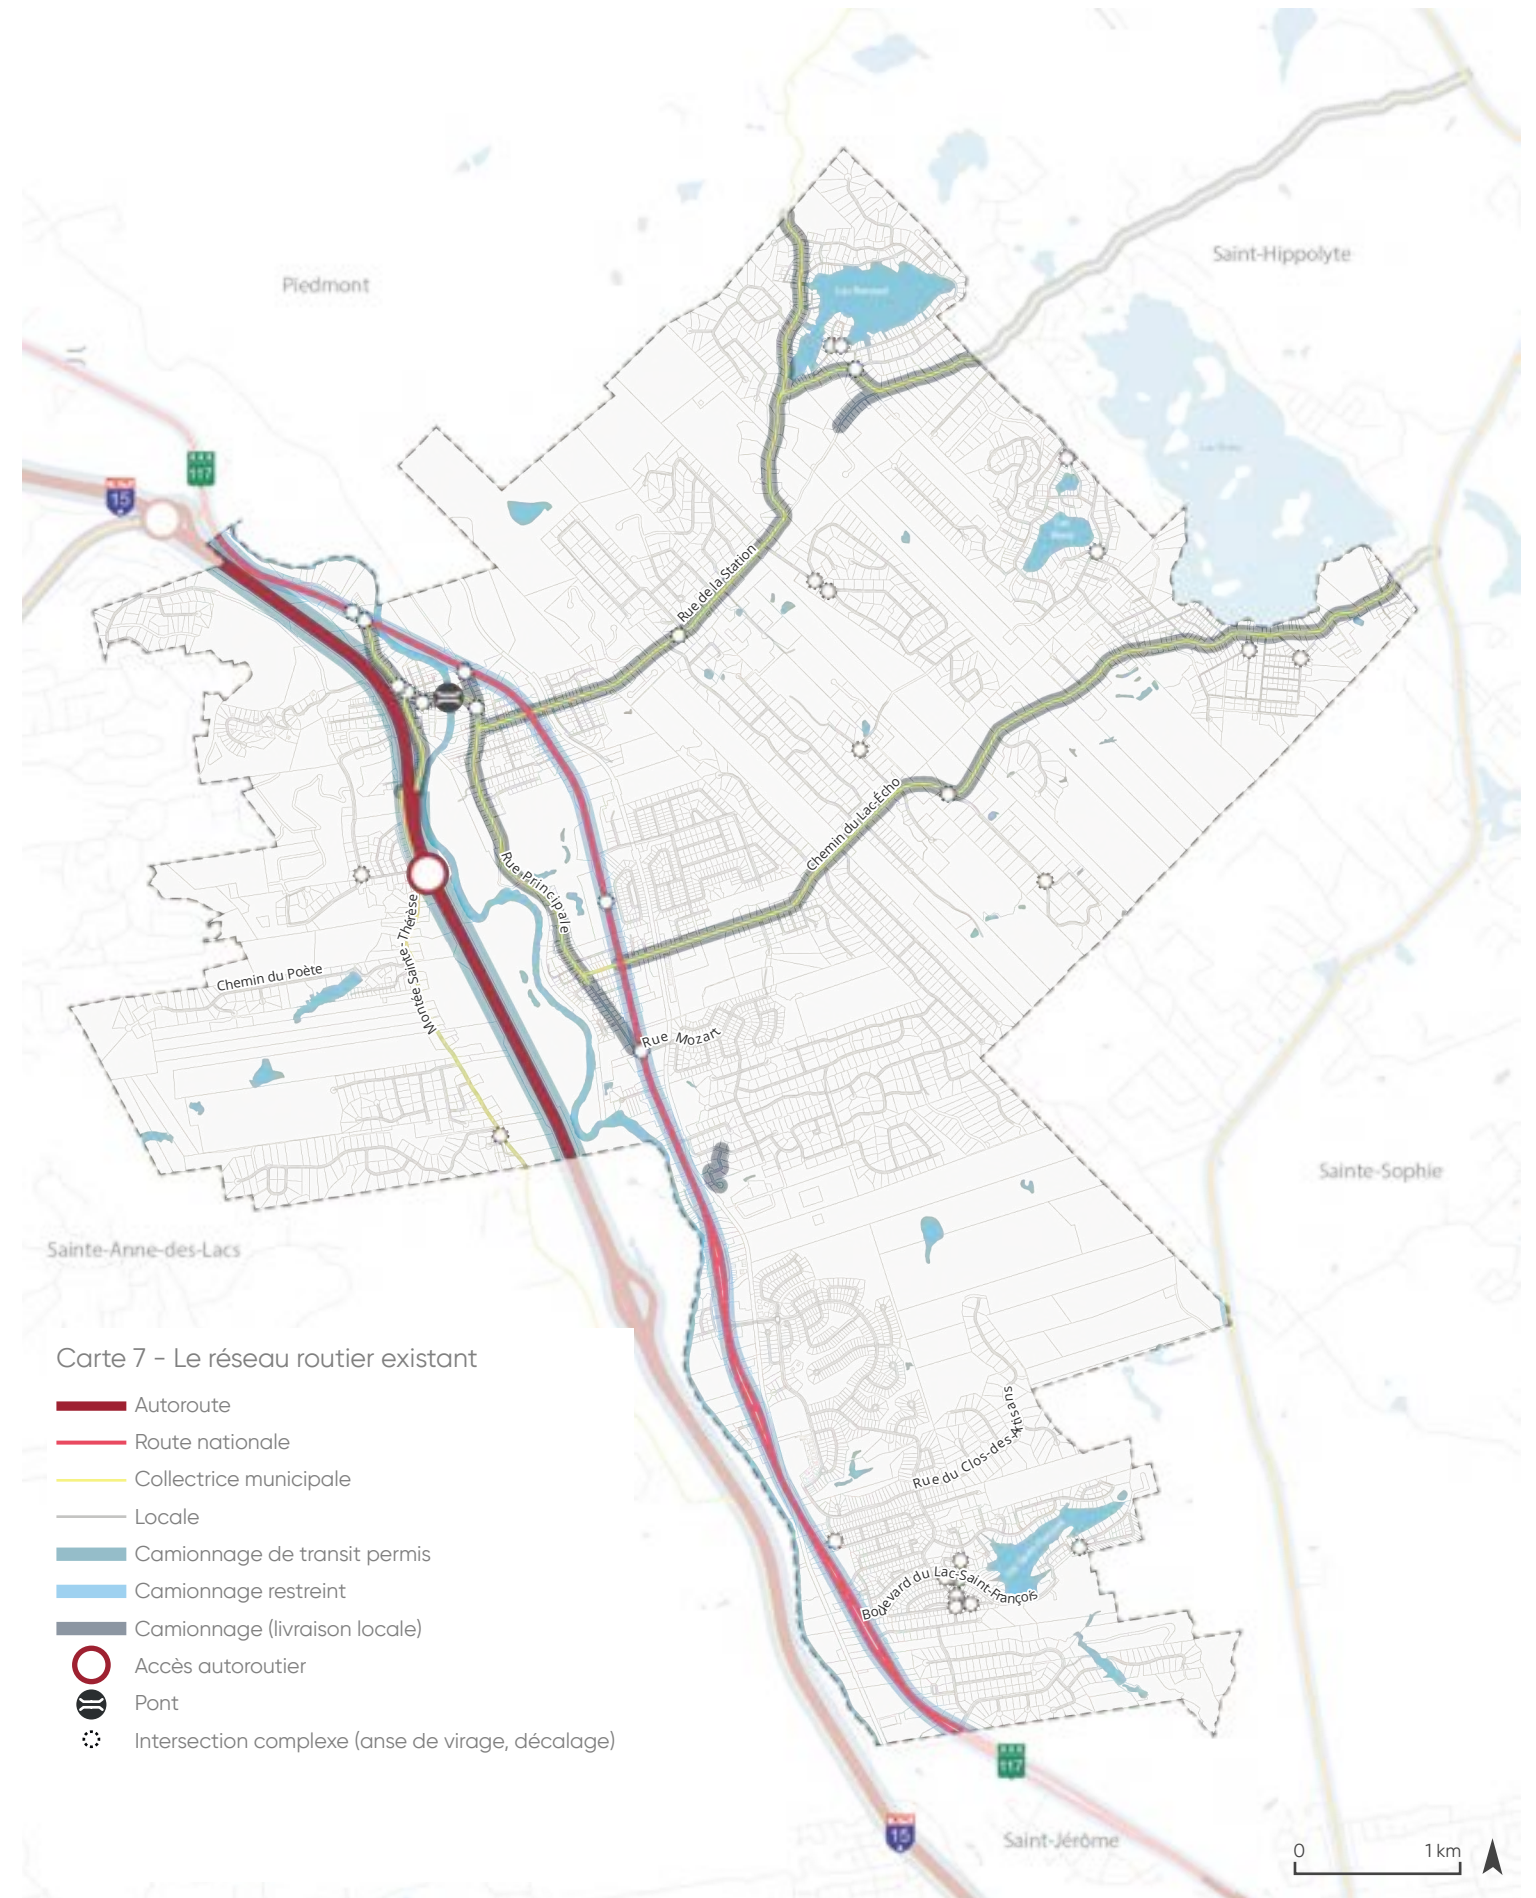 Saint-Hippolyte
Piedmont
117
15
Rue de la Station
Chemin du Lac-Écho
Rue Principale
Montée Sainte-Thérèse
Chemin du Poète
Rue Mozart
Sainte-Sophie
Sainte-Anne-des-Lacs
Carte 7 - Le réseau routier existant
Autoroute
Route nationale
Collectrice municipale
Locale
Camionnage de transit permis
Camionnage restreint
Camionnage (livraison locale)
Accès autoroutier
Pont
Intersection complexe (anse de virage, décalage)
Rue du Clos-des-Artisans
Boulevard du Lac-Saint-François
117
15
Saint-Jérôme
0 1 km